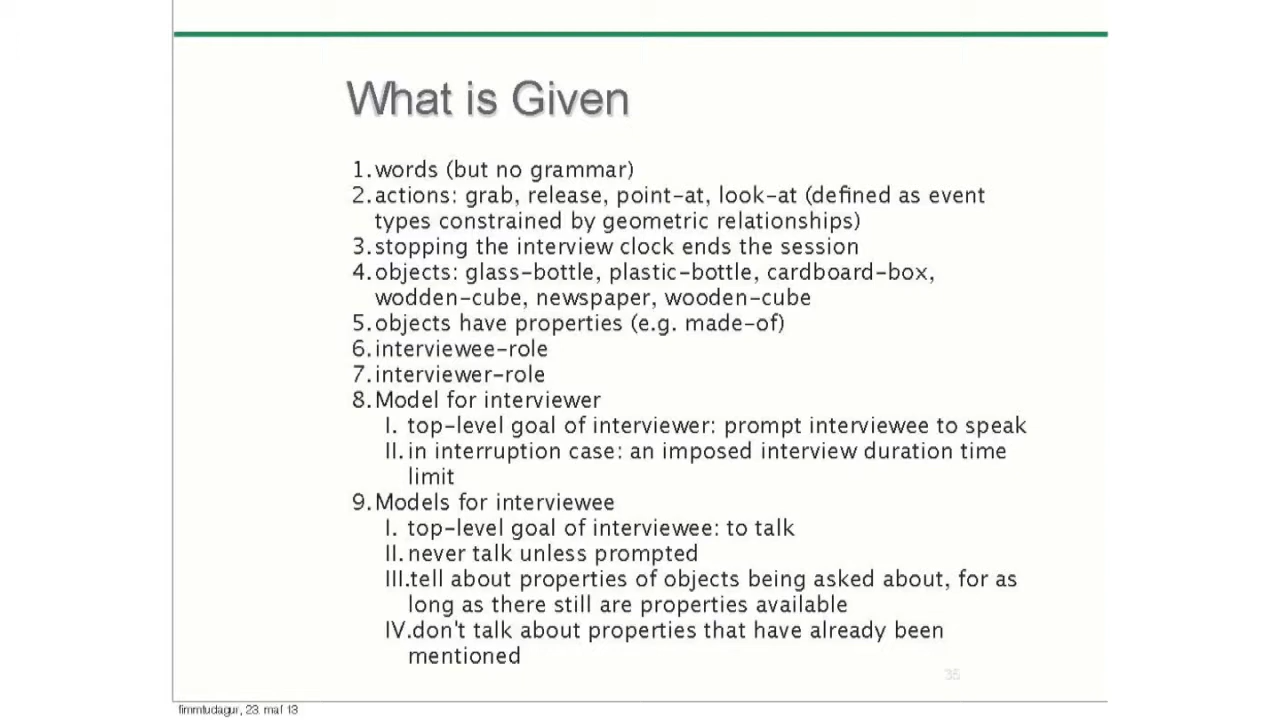 What is Given
1. words (but no grammar)
2. actions: grab, release, point-at, look-at (defined as event
types constrained by geometric relationships)
3. stopping the interview clock ends the session
4. objects: glass-bottle, plastic-bottle, cardboard-box,
wodden-cube, newspaper, wooden-cube
5. objects have properties (e.g. made-of)
6. interviewee-role
7. interviewer-role
8. Model for interviewer
I. top-level goal of interviewer: prompt interviewee to speak
II. in interruption case: an imposed interview duration time
limit
9. Models for interviewee
I. top-level goal of interviewee: to talk
II. never talk unless prompted
III. tell about properties of objects being asked about, for as
long as there still are properties available
IV. don't talk about properties that have already been
mentioned
35
fimmtudagur, 23. maí 13